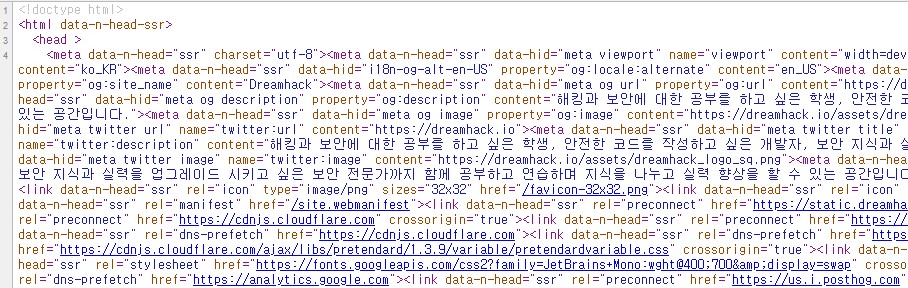 1 <!doctype html>
2 <html data-n-head-ssr>
3 <head >
4 <meta data-n-head="ssr" charset="utf-8"><meta data-n-head="ssr" data-hid="meta viewport" name="viewport" content="width=dev
content="ko_KR"><meta data-n-head="ssr" data-hid="i18n-og-alt-en-US" property="og:locale:alternate" content="en_US"><meta
property="og:site_name" content="Dreamhack"><meta data-n-head="ssr" data-hid="meta og url" property="og:url" content="https://d
head="ssr" data-hid="meta og description" property="og:description" content="해킹과 보안에 대한 공부를 하고 싶은 학생, 안전한 코
있는 공간입니다."><meta data-n-head="ssr" data-hid="meta og image" property="og:image" content="https://dreamhack.io/assets/drea
hid="meta twitter url" name="twitter:url" content="https://dreamhack.io"><meta data-n-head="ssr" data-hid="meta twitter title"
name="twitter:description" content="해킹과 보안에 대한 공부를 하고 싶은 학생, 안전한 코드를 작성하고 싶은 개발자, 보안 지식과 실
data-hid="meta twitter image" name="twitter:image" content="https://dreamhack.io/assets/dreamhack_logo_sq.png"><meta data-n-hea
보안 지식과 실력을 업그레이드 시키고 싶은 보안 전문가까지 함께 공부하고 연습하며 지식을 나누고 실력 향상을 할 수 있는 공간입니다
<link data-n-head="ssr" rel="icon" type="image/png" sizes="32x32" href="/favicon-32x32.png"><link data-n-head="ssr" rel="icon"
data-n-head="ssr" rel="manifest" href="/site.webmanifest"><link data-n-head="ssr" rel="preconnect" href="https://static.dreamha
rel="preconnect" href="https://cdnjs.cloudflare.com" crossorigin="true"><link data-n-head="ssr" rel="preconnect" href="https://
data-n-head="ssr" rel="dns-prefetch" href="https://cdnjs.cloudflare.com"><link data-n-head="ssr" rel="dns-prefetch" href="https
href="https://cdnjs.cloudflare.com/ajax/libs/pretendard/1.3.9/variable/pretendardvariable.css" crossorigin="true"><link data-n-
head="ssr" rel="stylesheet" href="https://fonts.googleapis.com/css2?family=JetBrains+Mono:wght@400;700&amp;display=swap" crosso
rel="dns-prefetch" href="https://analytics.google.com"><link data-n-head="ssr" rel="preconnect" href="https://us.i.posthog.com"